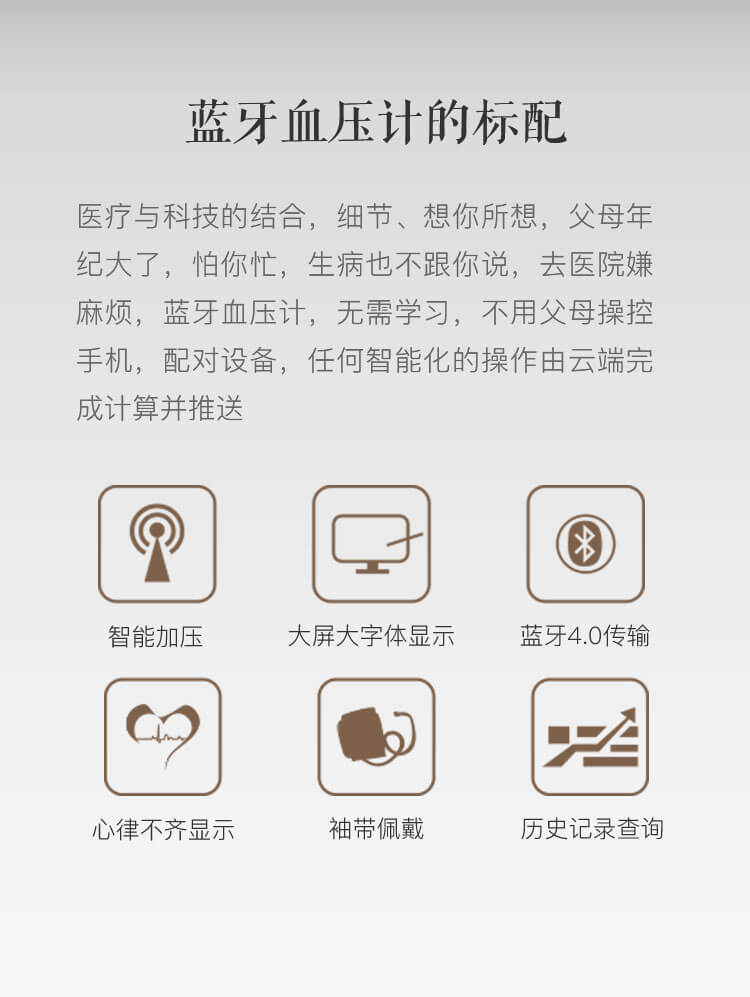 蓝牙血压计的标配
医疗与科技的结合，细节、想你所想，父母年
纪大了，怕你忙，生病也不跟你说，去医院嫌
麻烦，蓝牙血压计，无需学习，不用父母操控
手机，配对设备，任何智能化的操作由云端完
成计算并推送
智能加压
大屏大字体显示
蓝牙4.0传输
心律不齐显示
袖带佩戴
历史记录查询